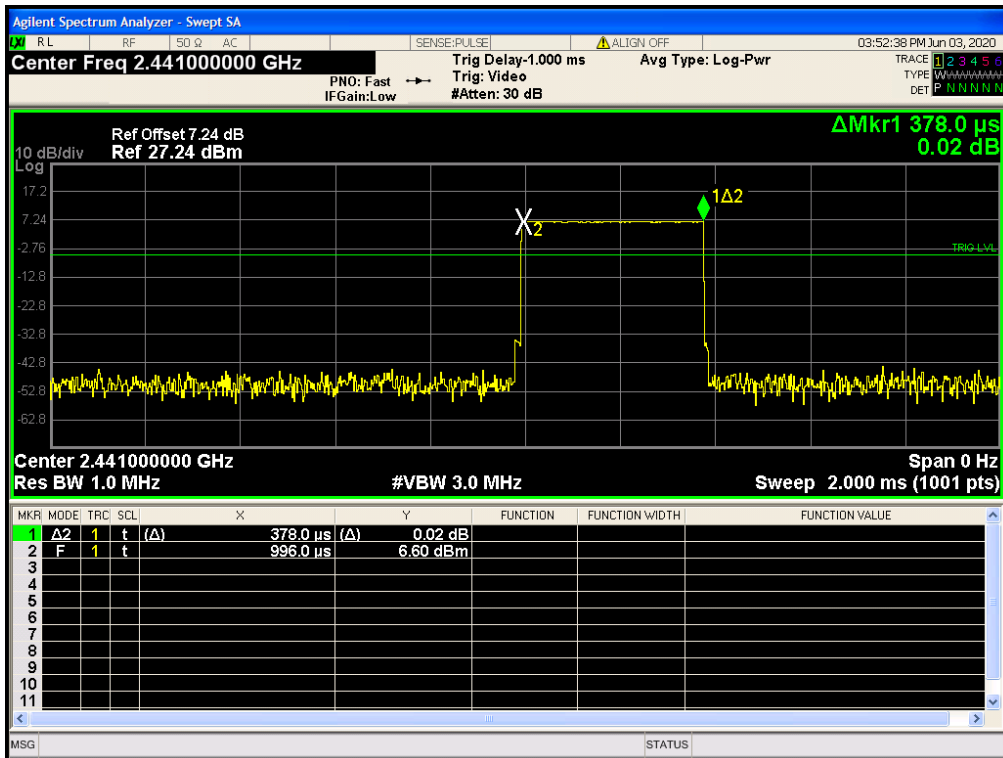 Agilent Spectrum Analyzer - Swept SA
LXI RL RF 50 Ω AC SENSE:PULSE ALIGN OFF 03:52:38 PM Jun 03, 2020
Center Freq 2.441000000 GHz Trig Delay-1.000 ms Avg Type: Log-Pwr TRACE 1 2 3 4 5 6
PNO: Fast Trig: Video TYPE W
IFGain:Low #Atten: 30 dB DET P N N N N N
ΔMkr1 378.0 µs
0.02 dB
Ref Offset 7.24 dB
10 dB/div Ref 27.24 dBm
Log
17.2
7.24
-2.76
-12.8
-22.8
-32.8
-42.8
-52.8
-62.8
1Δ2
2
TRIG LVL
Center 2.441000000 GHz Span 0 Hz
Res BW 1.0 MHz #VBW 3.0 MHz Sweep 2.000 ms (1001 pts)
MKR MODE TRC SCL X Y FUNCTION FUNCTION WIDTH FUNCTION VALUE
1 Δ2 1 t (Δ) 378.0 µs (Δ) 0.02 dB
2 F 1 t 996.0 µs 6.60 dBm
3
4
5
6
7
8
9
10
11
MSG STATUS